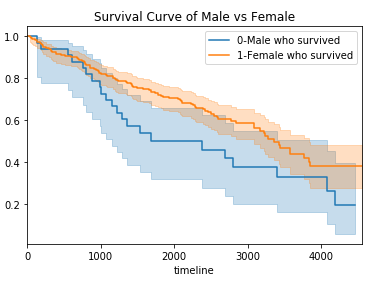 Survival Curve of Male vs Female
0-Male who survived
1-Female who survived
1.0
0.8
0.6
0.4
0.2
0
1000
2000
3000
4000
timeline